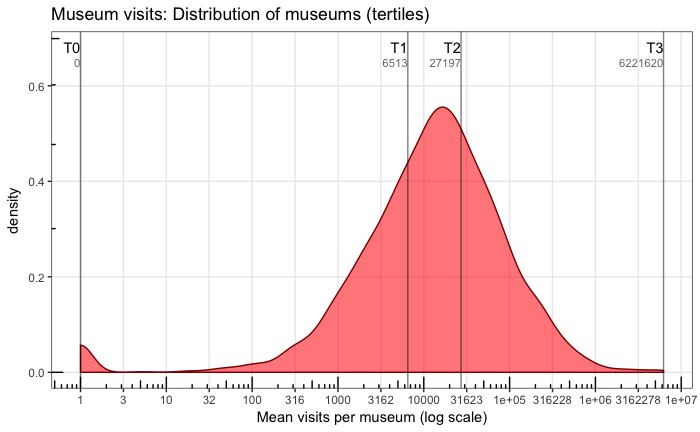 Museum visits: Distribution of museums (tertiles)
T0 T1 T2 T3
0 6513 27197 6221620
0.6
0.4
0.2
0.0
density
1 3 10 32 100 316 1000 3162 10000 31623 1e+05 316228 1e+06 3162278 1e+07
Mean visits per museum (log scale)